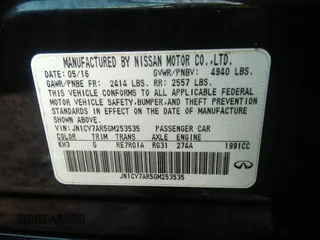 MANUFACTURED BY NISSAN MOTOR CO.,LTD.
DATE: 05/16 GVWR/PNBV: 4940 LBS.
GAWR/PNBE FR: 2414 LBS. RR: 2557 LBS.
THIS VEHICLE CONFORMS TO ALL APPLICABLE FEDERAL
MOTOR VEHICLE SAFETY,BUMPER,AND THEFT PREVENTION
STANDARDS IN EFFECT ON THE DATE OF MANUFACTURE
SHOWN ABOVE.
VIN: JN1CV7AR5GM253535 PASSENGER CAR
COLOR TRIM TRANS AXLE ENGINE
KH3 G RE7R01A RG31 274A 1991CC
JN1CV7AR5GM253535